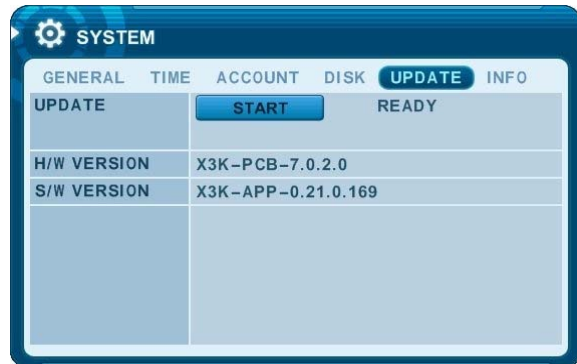 SYSTEM
GENERAL TIME ACCOUNT DISK UPDATE INFO
UPDATE START READY
H/W VERSION X3K-PCB-7.0.2.0
S/W VERSION X3K-APP-0.21.0.169